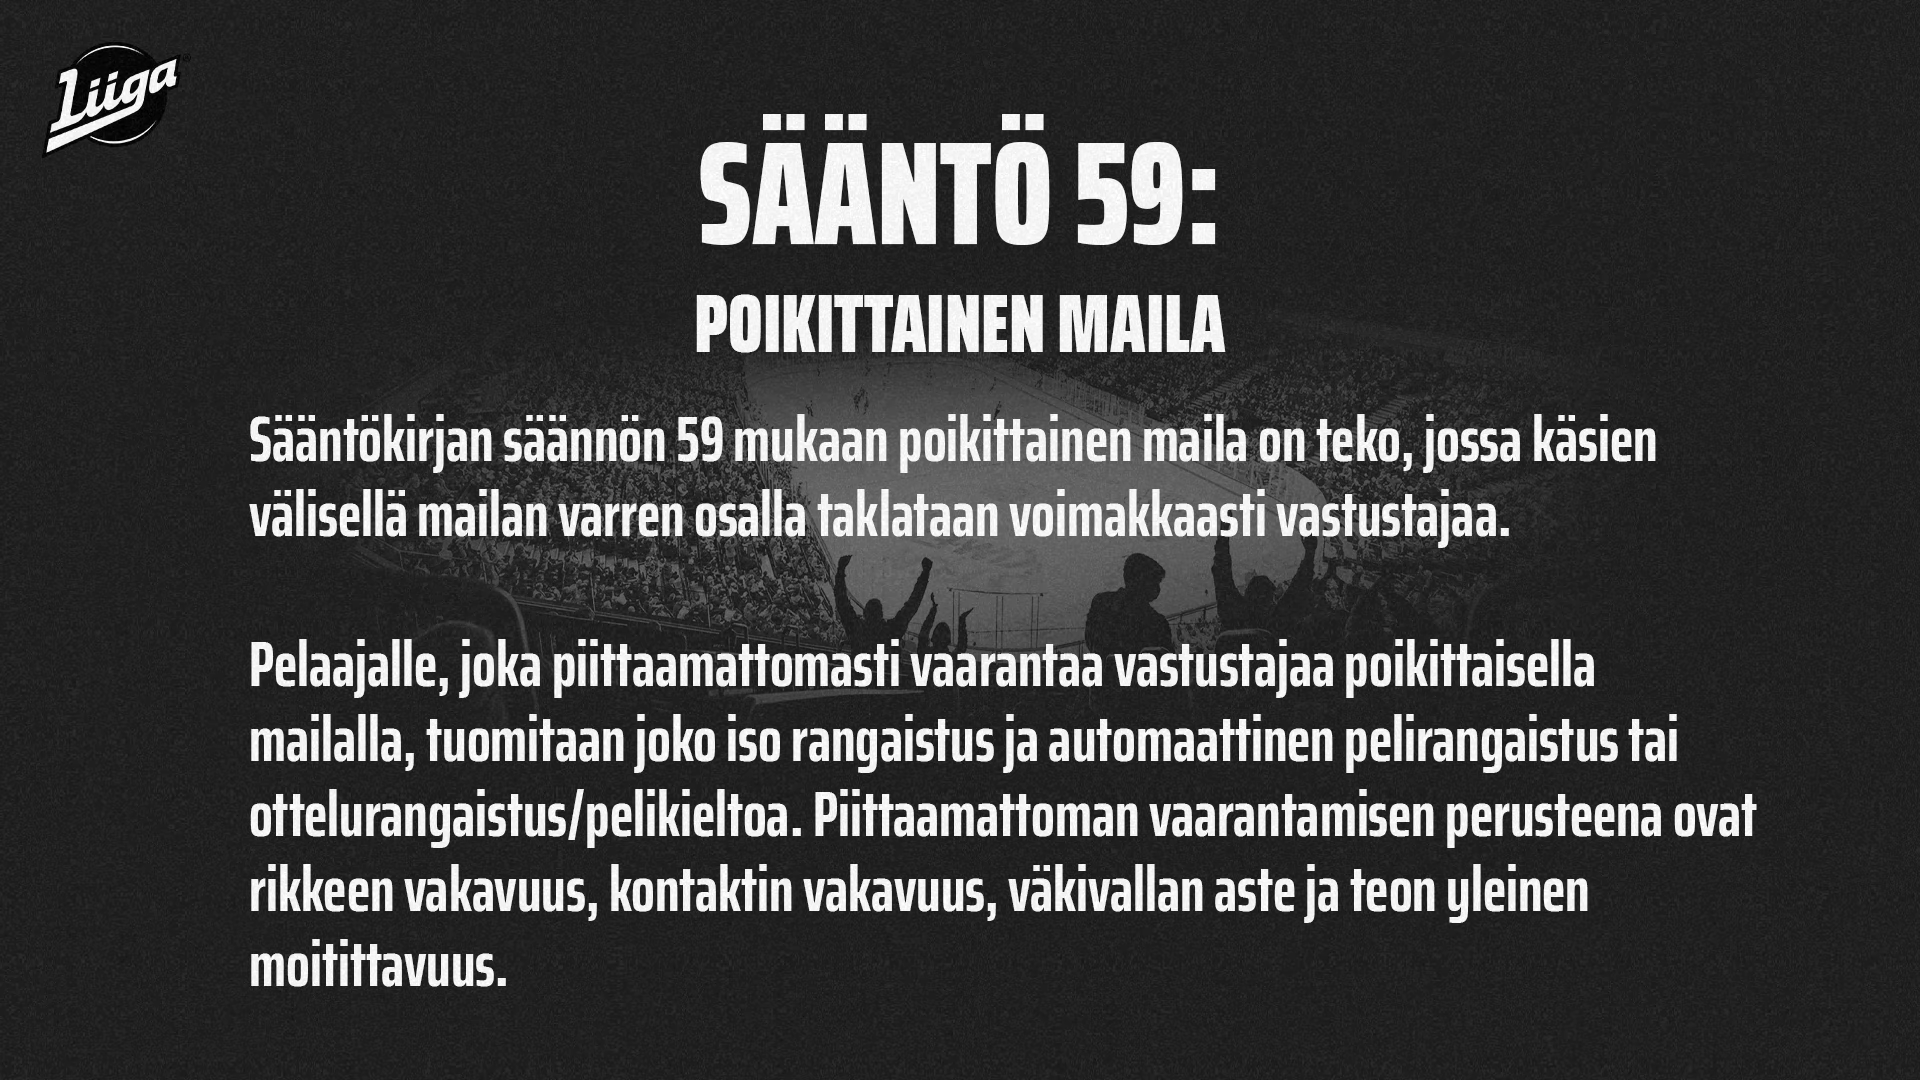 Liiga
SÄÄNTÖ 59:
POIKITTAINEN MAILA
Sääntökirjan säännön 59 mukaan poikittainen maila on teko, jossa käsien
välisellä mailan varren osalla taklataan voimakkaasti vastustajaa.
Pelaajalle, joka piittaamattomasti vaarantaa vastustajaa poikittaisella
mailalla, tuomitaan joko iso rangaistus ja automaattinen pelirangaistus tai
ottelurangaistus/pelikieltoa. Piittaamattoman vaarantamisen perusteena ovat
rikkeen vakavuus, kontaktin vakavuus, väkivallan aste ja teon yleinen
moitittavuus.